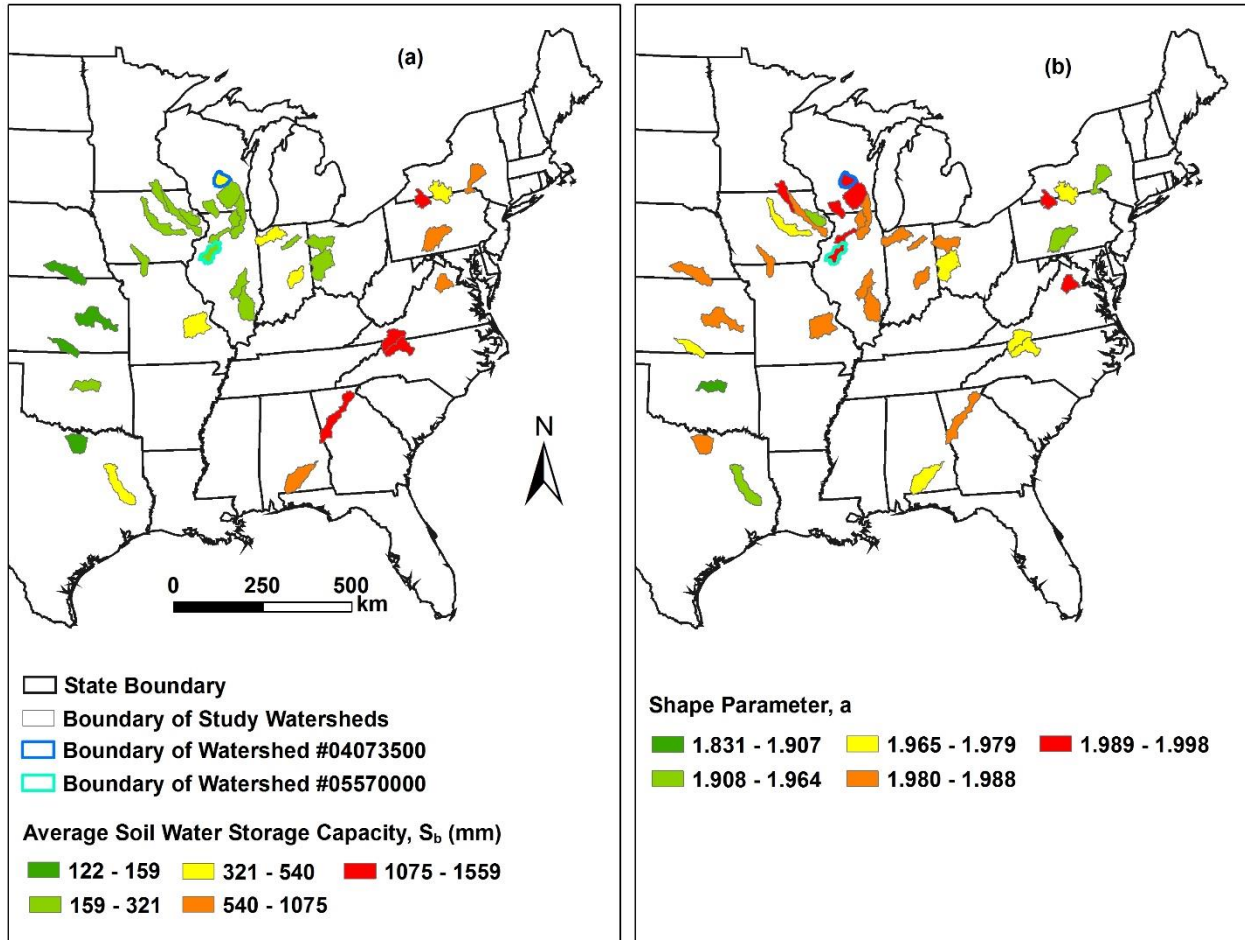 (a)
N
0 250 500
km
State Boundary
Boundary of Study Watersheds
Boundary of Watershed #04073500
Boundary of Watershed #05570000
Average Soil Water Storage Capacity, Sb (mm)
122 - 159 321 - 540 1075 - 1559
159 - 321 540 - 1075
(b)
Shape Parameter, a
1.831 - 1.907 1.965 - 1.979 1.989 - 1.998
1.908 - 1.964 1.980 - 1.988